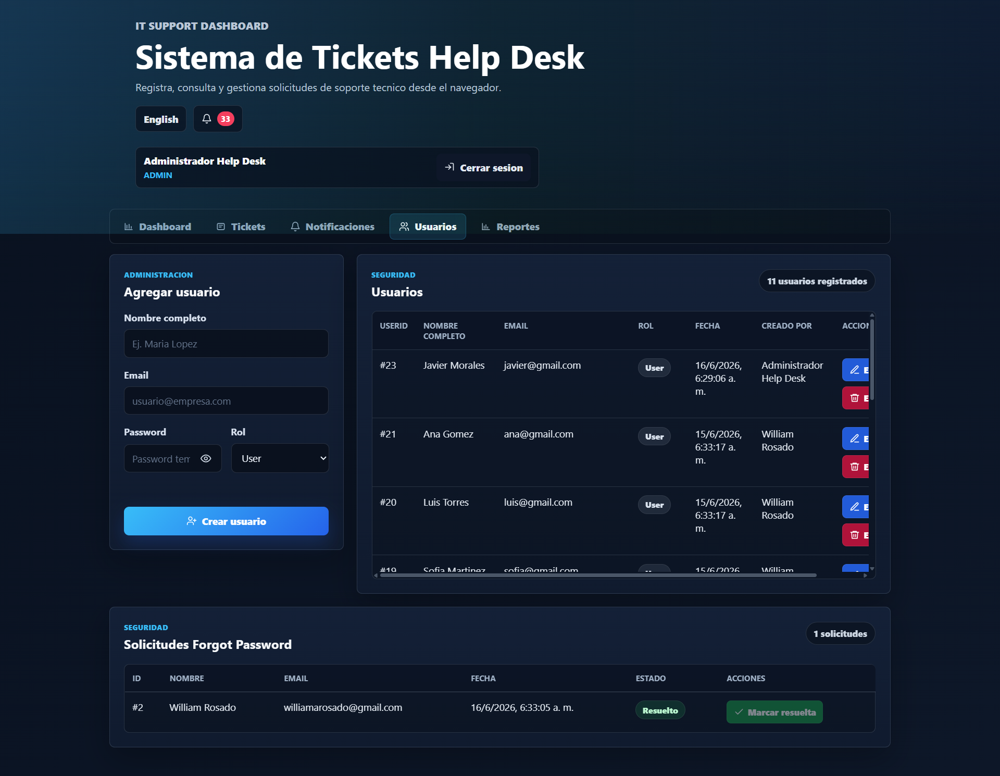 IT SUPPORT DASHBOARD
Sistema de Tickets Help Desk
Registra, consulta y gestiona solicitudes de soporte tecnico desde el navegador.
English
33
Administrador Help Desk
ADMIN
Cerrar sesion
Dashboard Tickets Notificaciones Usuarios Reportes
ADMINISTRACION
Agregar usuario
Nombre completo
Ej. Maria Lopez
Email
usuario@empresa.com
Password Rol
Password tem User
Crear usuario
SEGURIDAD
Usuarios
11 usuarios registrados
USERID NOMBRE COMPLETO EMAIL ROL FECHA CREADO POR ACCION
#23 Javier Morales javier@gmail.com User 16/6/2026, 6:29:06 a. m. Administrador Help Desk E
E
#21 Ana Gomez ana@gmail.com User 15/6/2026, 6:33:17 a. m. William Rosado E
E
#20 Luis Torres luis@gmail.com User 15/6/2026, 6:33:17 a. m. William Rosado E
E
#19 Sofia Martinez sofia@gmail.com 15/6/2026, William
SEGURIDAD
Solicitudes Forgot Password
1 solicitudes
ID NOMBRE EMAIL FECHA ESTADO ACCIONES
#2 William Rosado williamarosado@gmail.com 16/6/2026, 6:33:05 a. m. Resuelto Marcar resuelta